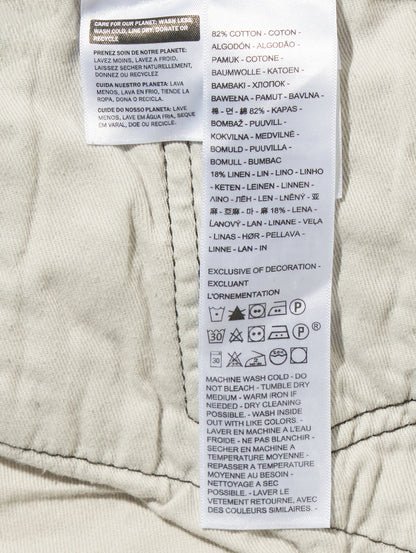 CARE FOR OUR PLANET: WASH LESS,
WASH COLD, LINE DRY, DONATE OR
RECYCLE
PRENEZ SOIN DE NOTRE PLANETE:
LAVEZ MOINS, LAVEZ A FROID,
LAISSEZ SÉCHER NATURELLEMENT,
DONNEZ OU RECYCLEZ
CUIDA NUESTRO PLANETA: LAVA
MENOS, LAVA EN FRIO, TIENDE LA
ROPA, DONA O RECICLA.
CUIDE DO NOSSO PLANETA: LAVE
MENOS, LAVE EM ÁGUA FRIA, SEQUE
EM VARAL, DOE OU RECICLE.
82% COTTON - COTON -
ALGODÓN - ALGODÃO -
PAMUK - COTONE -
BAUMWOLLE - KATOEN -
ΒΑΜΒΑΚΙ - ХЛОПОК -
BAWEŁNA - PAMUT - BAVLNA -
棉 - 면 - 綿 82% - KAPAS -
BOMBAŽ - PUUVILL -
KOKVILNA - MEDVILNĖ -
BOMULD - PUUVILLA -
BOMULL - BUMBAC
18% LINEN - LIN - LINO - LINHO
- KETEN - LEINEN - LINNEN -
ΛΙΝΟ - ЛЁН - LEN - LNĚNÝ - 亚
麻 - 亞麻 - 마 - 麻 18% - LENA -
ĽANOVÝ - LAN - LINANE - VEĻA
- LINAS - HØR - PELLAVA -
LINNE - LAN - IN
EXCLUSIVE OF DECORATION -
EXCLUANT
L'ORNEMENTATION
P
30 P ®
30
MACHINE WASH COLD - DO
NOT BLEACH - TUMBLE DRY
MEDIUM - WARM IRON IF
NEEDED - DRY CLEANING
POSSIBLE. - WASH INSIDE
OUT WITH LIKE COLORS. -
LAVER EN MACHINE A L'EAU
FROIDE - NE PAS BLANCHIR -
SECHER EN MACHINE A
TEMPERATURE MOYENNE -
REPASSER A TEMPERATURE
MOYENNE AU BESOIN -
NETTOYAGE A SEC
POSSIBLE. - LAVER LE
VETEMENT RETOURNE, AVEC
DES COULEURS SIMILAIRES. -